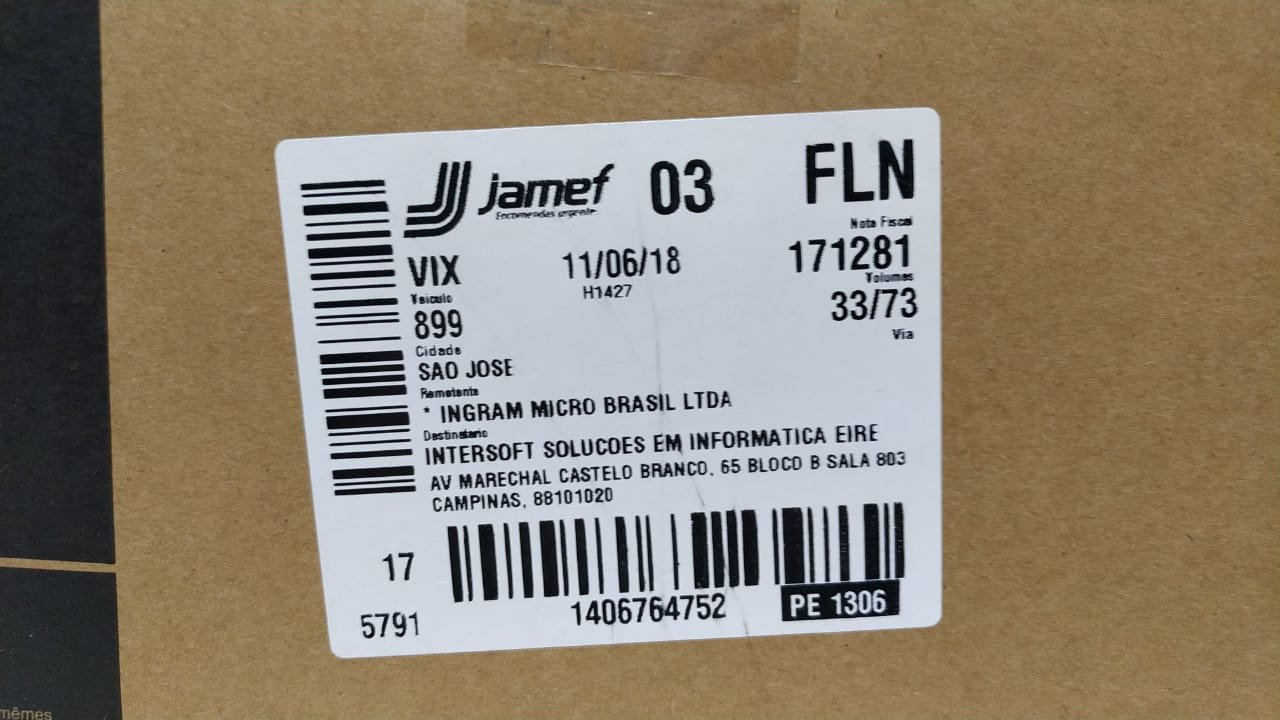 jamef
Encomendas urgente
03
FLN
Nota Fiscal
VIX
11/06/18
171281
Veiculo
H1427
Volumes
899
33/73
Cidade
Via
SAO JOSE
Remetente
* INGRAM MICRO BRASIL LTDA
Destinatario
INTERSOFT SOLUCOES EM INFORMATICA EIRE
AV MARECHAL CASTELO BRANCO, 65 BLOCO B SALA 803
CAMPINAS, 88101020
17
5791
1406764752
PE 1306
mêmes